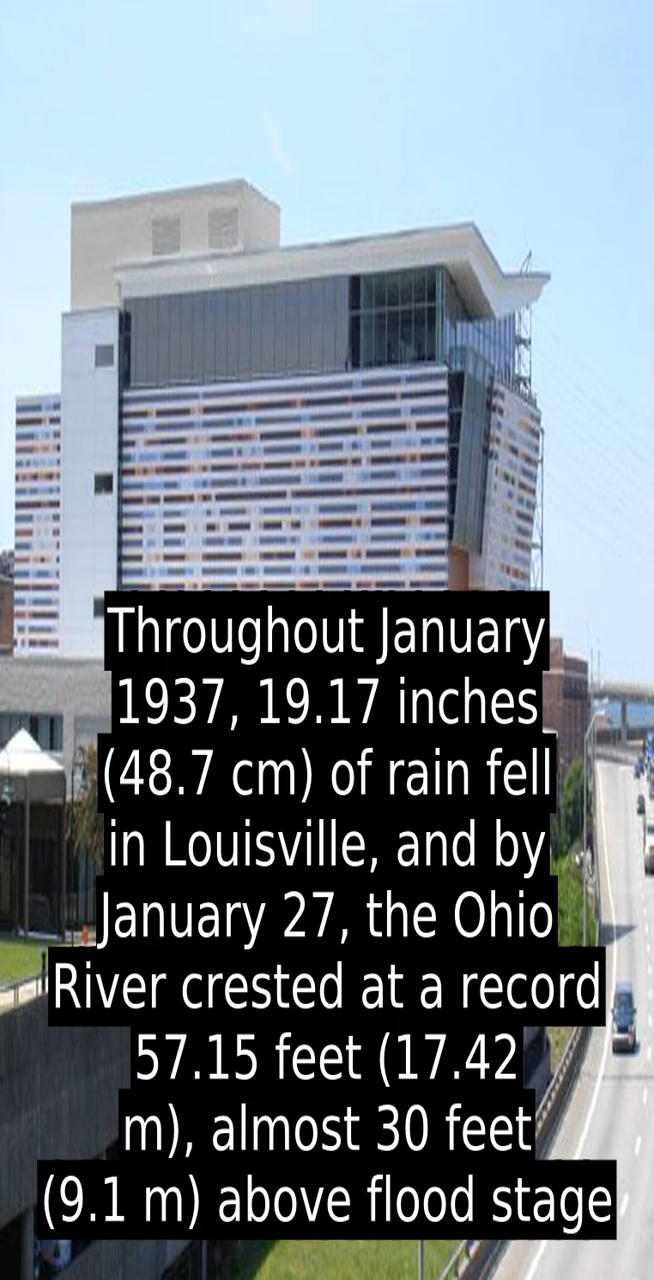 Throughout January
1937, 19.17 inches
(48.7 cm) of rain fell
in Louisville, and by
January 27, the Ohio
River crested at a record
57.15 feet (17.42
m), almost 30 feet
(9.1 m) above flood stage